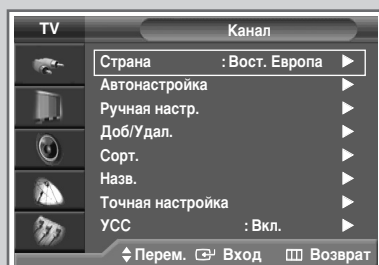 TV
Канал
Страна : Вост. Европа
Автонастройка
Ручная настр.
Доб/Удал.
Сорт.
Назв.
Точная настройка
УСС : Вкл.
Перем. Вход Возврат